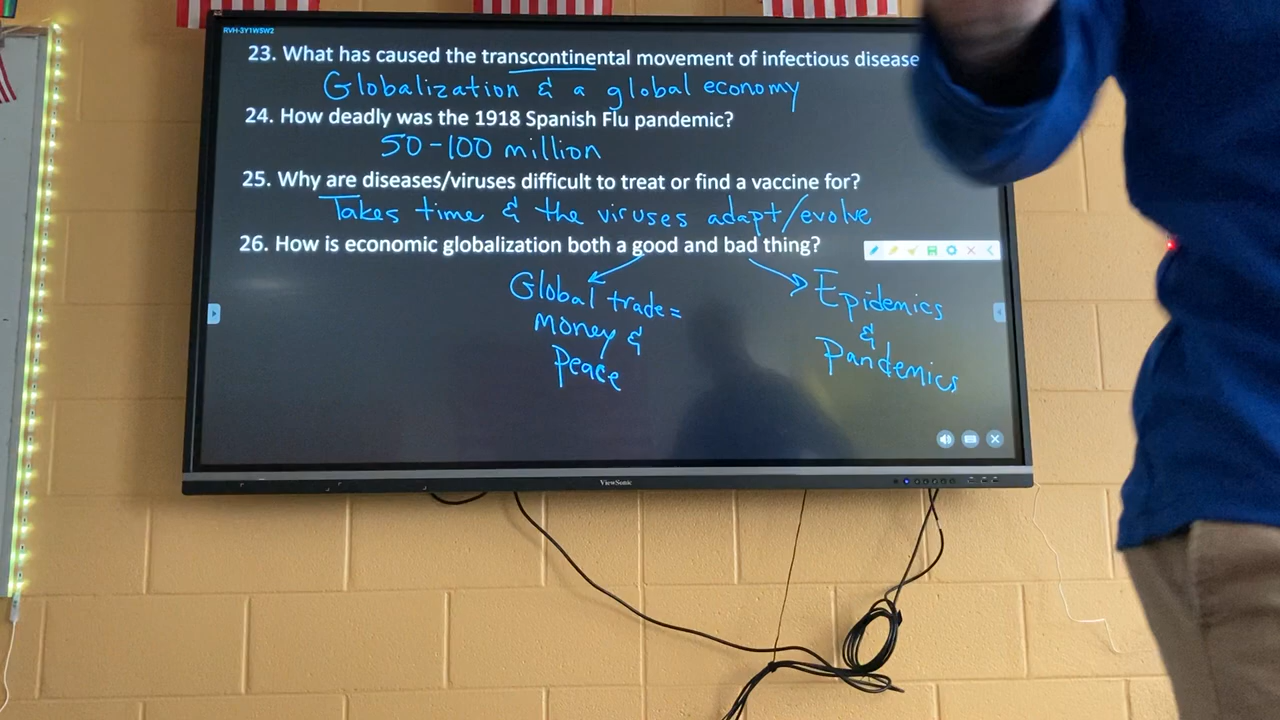 RVH-3Y1W5W2
23. What has caused the transcontinental movement of infectious disease
Globalization & a global economy
24. How deadly was the 1918 Spanish Flu pandemic?
50-100 million
25. Why are diseases/viruses difficult to treat or find a vaccine for?
Takes time & the viruses adapt/evolve
26. How is economic globalization both a good and bad thing?
Global trade=
Money &
Peace
Epidemics
&
Pandemics
ViewSonic